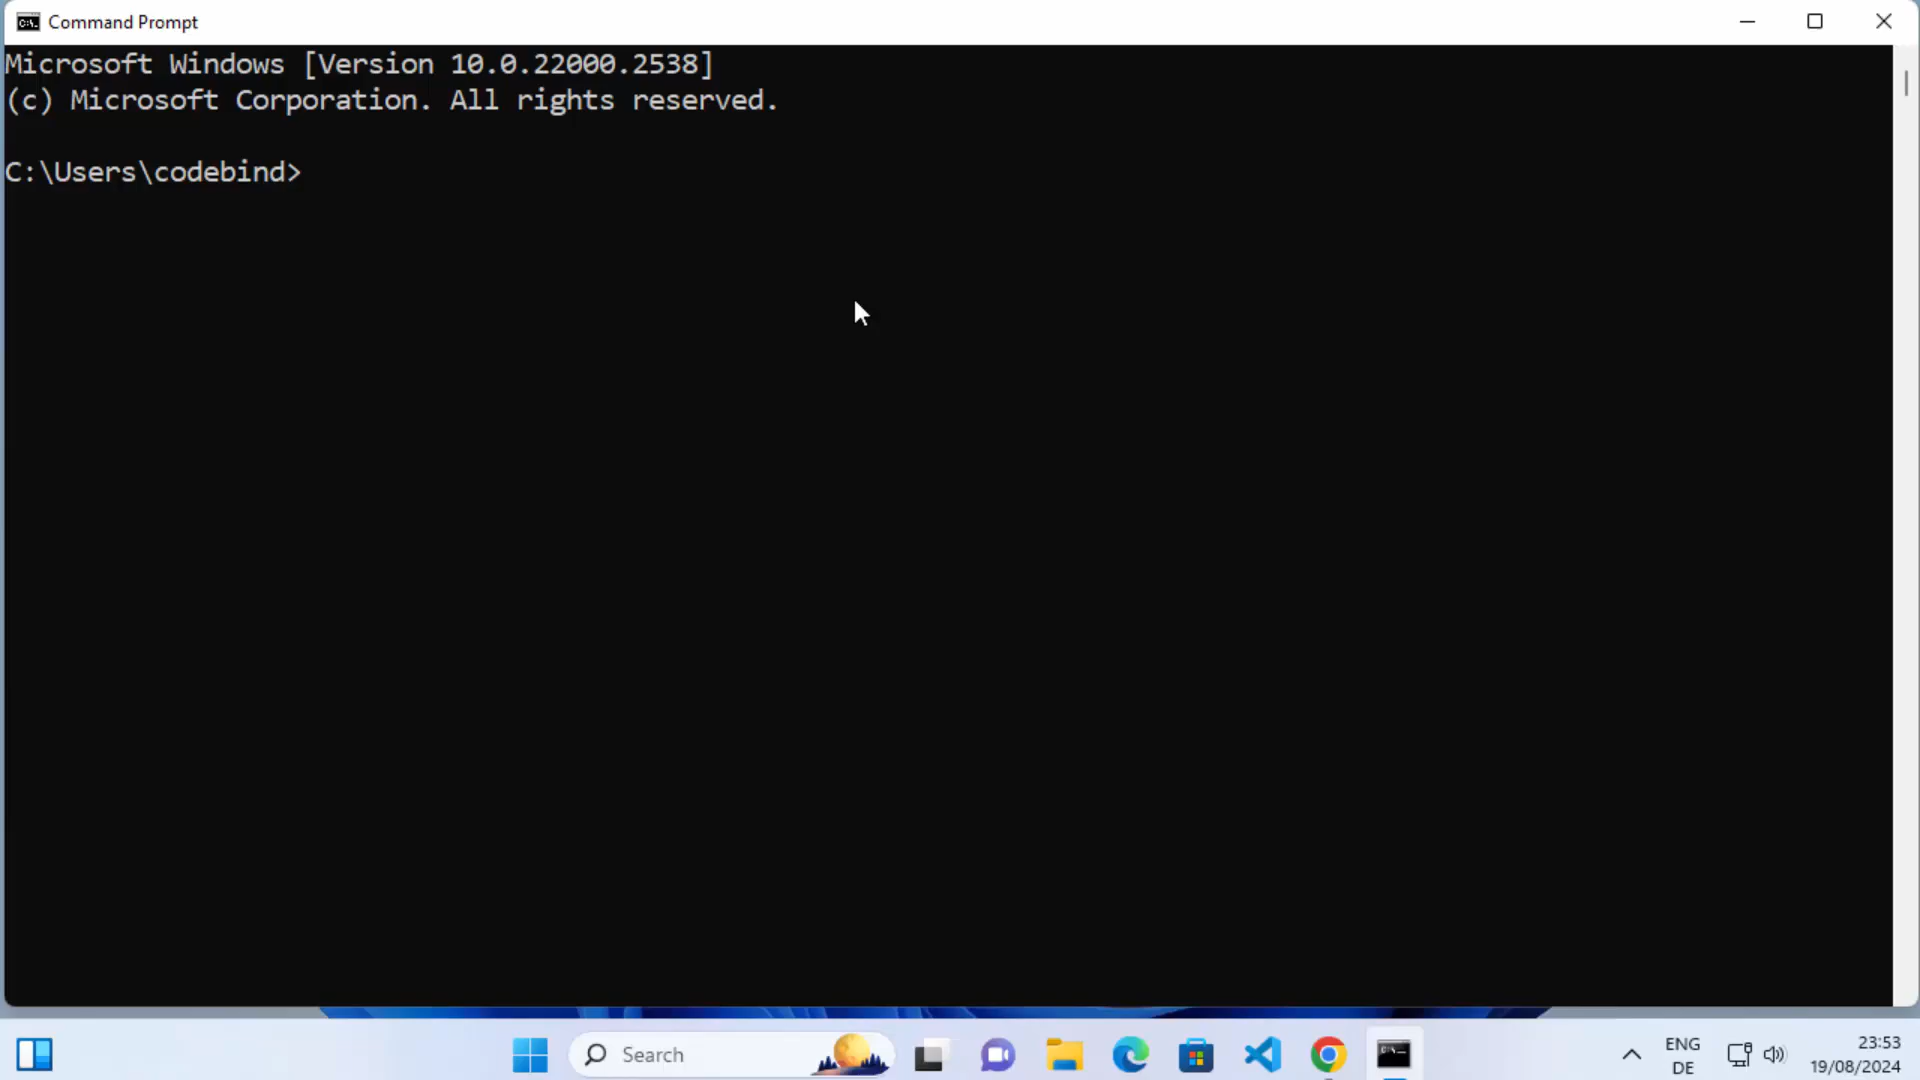 Command Prompt
Microsoft Windows [Version 10.0.22000.2538]
(c) Microsoft Corporation. All rights reserved.
C:\Users\codebind>
Search
ENG
DE
23:53
19/08/2024